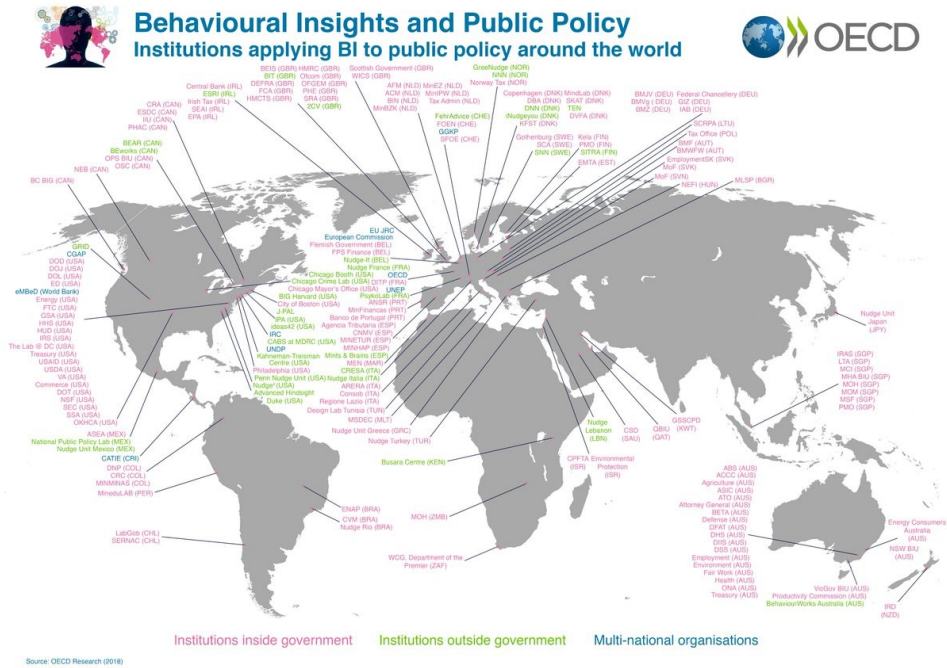 Behavioural Insights and Public Policy
Institutions applying BI to public policy around the world
OECD
BEIS (GBR) HMRC (GBR)
BIT (GBR) Ofcom (GBR)
DEFRA (GBR) OFGEM (GBR)
FCA (GBR) PHE (GBR)
HMCTS (GBR) SRA (GBR)
2CV (GBR)
Scottish Government (GBR)
WICS (GBR)
AFM (NLD) MinEZ (NLD)
ACM (NLD) MinIPW (NLD)
BIN (NLD) Tax Admin (NLD)
MinBZK (NLD)
GreeNudge (NOR)
NNN (NOR)
Norway Tax (NOR)
FehrAdvice (CHE)
FOEN (CHE)
GGKP
SFOE (CHE)
Copenhagen (DNK) MindLab (DNK)
DBA (DNK) SKAT (DNK)
DNN (DNK) TEN
iNudgeyou (DNK) DVFA (DNK)
KFST (DNK)
Gothenburg (SWE)
SCA (SWE)
SNN (SWE)
Kela (FIN)
PMO (FIN)
SITRA (FIN)
EMTA (EST)
BMJV (DEU) Federal Chancellery (DEU)
BMVg ( DEU) GIZ (DEU)
BMZ (DEU) IAB (DEU)
SCRPA (LTU)
Tax Office (POL)
BMF (AUT)
BMWFW (AUT)
EmploymentSK (SVK)
MoF (SVK)
MoF (SVN)
NEFI (HUN)
MLSP (BGR)
Central Bank (IRL)
ESRI (IRL)
Irish Tax (IRL)
SEAI (IRL)
EPA (IRL)
CRA (CAN)
ESDC (CAN)
IIU (CAN)
PHAC (CAN)
BEAR (CAN)
BEworks (CAN)
OPS BIU (CAN)
OSC (CAN)
NEB (CAN)
BC BIG (CAN)
GRID
CGAP
DOD (USA)
DOJ (USA)
DOL (USA)
ED (USA)
eMBeD (World Bank)
Energy (USA)
FTC (USA)
GSA (USA)
HHS (USA)
HUD (USA)
IRS (USA)
The Lab @ DC (USA)
Treasury (USA)
USAID (USA)
USDA (USA)
VA (USA)
Commerce (USA)
DOT (USA)
NSF (USA)
SEC (USA)
SSA (USA)
OKHCA (USA)
ASEA (MEX)
National Public Policy Lab (MEX)
Nudge Unit Mexico (MEX)
CATIE (CRI)
DNP (COL)
CRC (COL)
MINMINAS (COL)
MineduLAB (PER)
LabGob (CHL)
SERNAC (CHL)
EU JRC
European Commission
Flemish Government (BEL)
FPS Finance (BEL)
Nudge-It (BEL)
Nudge France (FRA)
OECD
DITP (FRA)
UNEP
PsykoLab (FRA)
ANSR (PRT)
MinFinancas (PRT)
Banco de Portugal (PRT)
Agencia Tributaria (ESP)
CNMV (ESP)
MINETUR (ESP)
MINHAP (ESP)
Mints & Brains (ESP)
MEN (MAR)
CRESA (ITA)
Nudge Italia (ITA)
ARERA (ITA)
Consob (ITA)
Regione Lazio (ITA)
Design Lab Tunisia (TUN)
MSDEC (MLT)
Nudge Unit Greece (GRC)
Nudge Turkey (TUR)
Chicago Booth (USA)
Chicago Crime Lab (USA)
Chicago Mayor's Office (USA)
BIG Harvard (USA)
City of Boston (USA)
J-PAL
IPA (USA)
ideas42 (USA)
IRC
CABS at MDRC (USA)
UNDP
Kahneman-Treisman
Centre (USA)
Philadelphia (USA)
Penn Nudge Unit (USA)
Nudge⁴ (USA)
Advanced Hindsight
Duke (USA)
Busara Centre (KEN)
MOH (ZMB)
WCG, Department of the
Premier (ZAF)
ENAP (BRA)
CVM (BRA)
Nudge Rio (BRA)
Nudge
Lebanon
(LBN)
CPFTA
(ISR)
Environmental
Protection
(ISR)
CSO
(SAU)
QBIU
(QAT)
GSSCPD
(KWT)
Nudge Unit
Japan
(JPY)
IRAS (SGP)
LTA (SGP)
MCI (SGP)
MHA BIU (SGP)
MOH (SGP)
MOM (SGP)
MSF (SGP)
PMO (SGP)
ABS (AUS)
ACCC (AUS)
Agriculture (AUS)
ASIC (AUS)
ATO (AUS)
Attorney General (AUS)
BETA (AUS)
Defense (AUS)
DFAT (AUS)
DHS (AUS)
DIIS (AUS)
DSS (AUS)
Employment (AUS)
Environment (AUS)
Fair Work (AUS)
Health (AUS)
ONA (AUS)
Treasury (AUS)
Energy Consumers
Australia
(AUS)
NSW BIU
(AUS)
VicGov BIU (AUS)
Productivity Commission (AUS)
BehaviourWorks Australia (AUS)
IRD
(NZD)
Institutions inside government
Institutions outside government
Multi-national organisations
Source: OECD Research (2018)